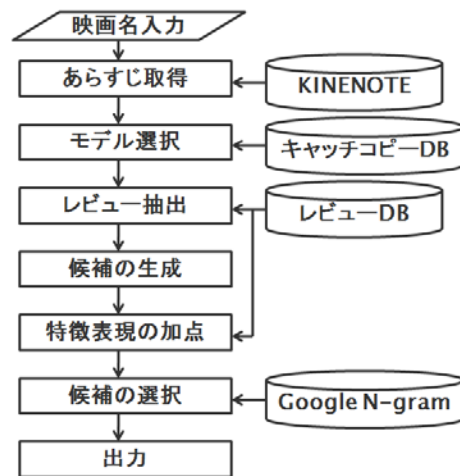 映画名入力
あらすじ取得
KINENOTE
モデル選択
キャッチコピーDB
レビュー抽出
レビューDB
候補の生成
特徴表現の加点
候補の選択
Google N-gram
出力